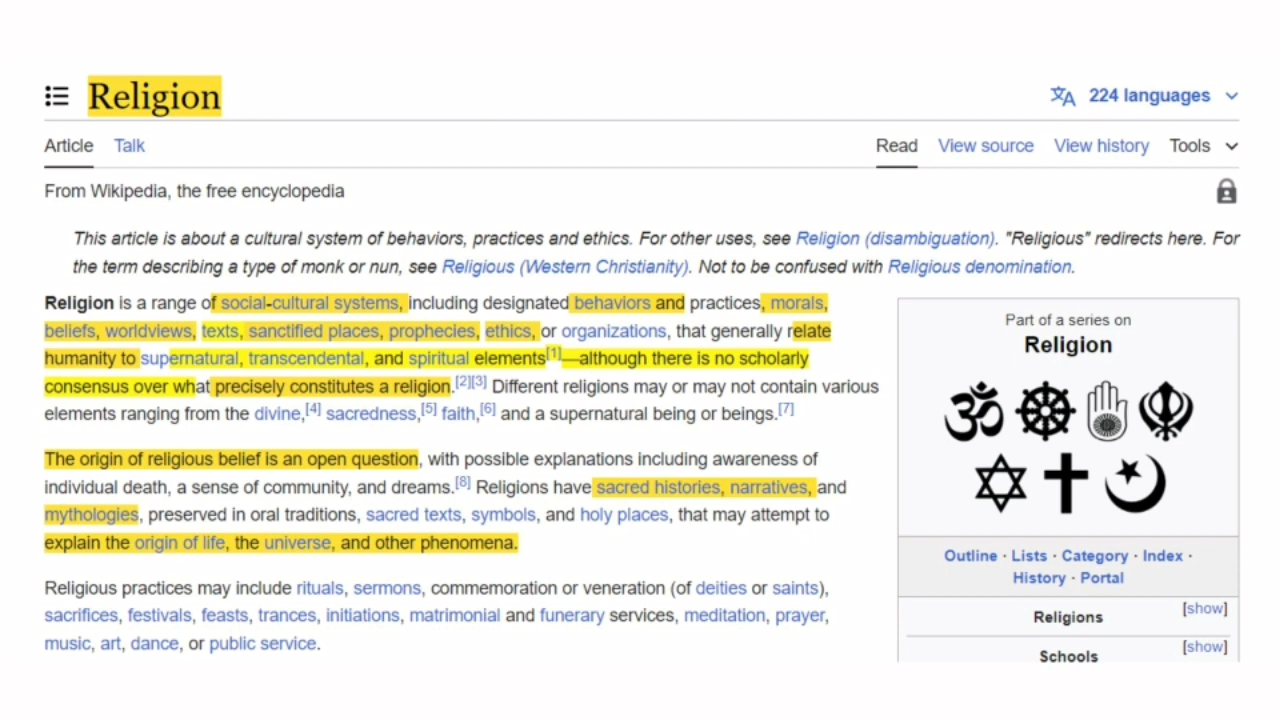 Religion
224 languages
Article Talk
Read View source View history Tools
From Wikipedia, the free encyclopedia
This article is about a cultural system of behaviors, practices and ethics. For other uses, see Religion (disambiguation). "Religious" redirects here. For
the term describing a type of monk or nun, see Religious (Western Christianity). Not to be confused with Religious denomination.
Religion is a range of social-cultural systems, including designated behaviors and practices, morals,
beliefs, worldviews, texts, sanctified places, prophecies, ethics, or organizations, that generally relate
humanity to supernatural, transcendental, and spiritual elements[1]—although there is no scholarly
consensus over what precisely constitutes a religion.[2][3] Different religions may or may not contain various
elements ranging from the divine,[4] sacredness,[5] faith,[6] and a supernatural being or beings.[7]
The origin of religious belief is an open question, with possible explanations including awareness of
individual death, a sense of community, and dreams.[8] Religions have sacred histories, narratives, and
mythologies, preserved in oral traditions, sacred texts, symbols, and holy places, that may attempt to
explain the origin of life, the universe, and other phenomena.
Religious practices may include rituals, sermons, commemoration or veneration (of deities or saints),
sacrifices, festivals, feasts, trances, initiations, matrimonial and funerary services, meditation, prayer,
music, art, dance, or public service.
Part of a series on
Religion
ॐ
Outline · Lists · Category · Index ·
History · Portal
Religions [show]
Schools [show]